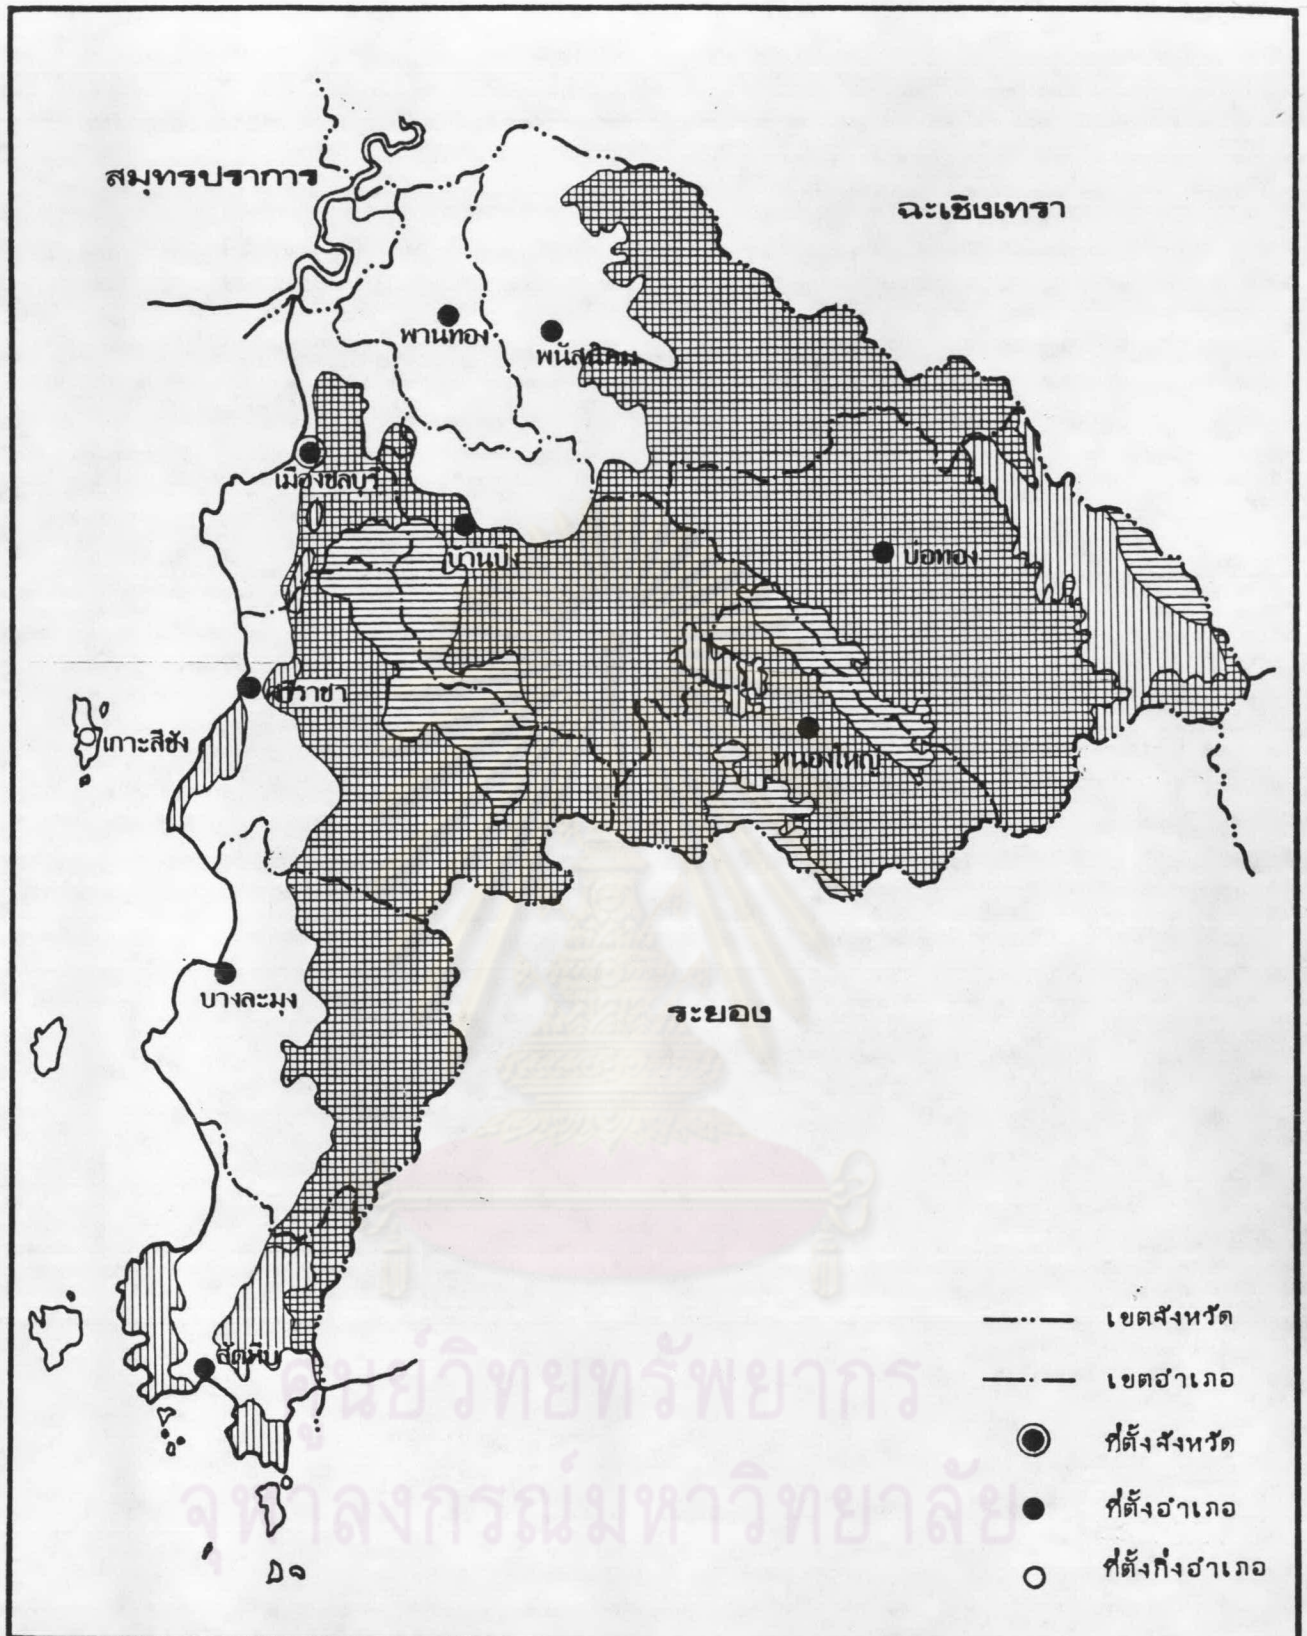 สมุทรปราการ
ฉะเชิงเทรา
พานทอง
พนัสนิคม
เมืองชลบุรี
บ้านบึง
บ่อทอง
ศรีราชา
เกาะสีชัง
หนองใหญ่
บางละมุง
ระยอง
สัตหีบ
เขตจังหวัด
เขตอำเภอ
ที่ตั้งจังหวัด
ที่ตั้งอำเภอ
ที่ตั้งกิ่งอำเภอ
ศูนย์วิทยทรัพยากร
จุฬาลงกรณ์มหาวิทยาลัย